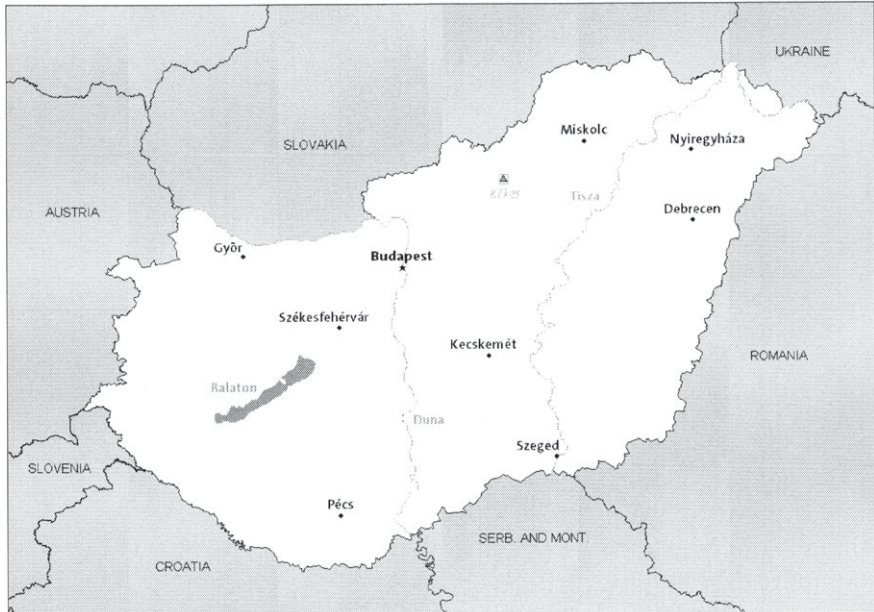 UKRAINE
SLOVAKIA
Miskolc
Nyíregyháza
Kékes
Tisza
AUSTRIA
Debrecen
Győr
Budapest
Székesfehérvár
Kecskemét
ROMANIA
Balaton
Duna
Szeged
SLOVENIA
Pécs
SERB. AND MONT.
CROATIA